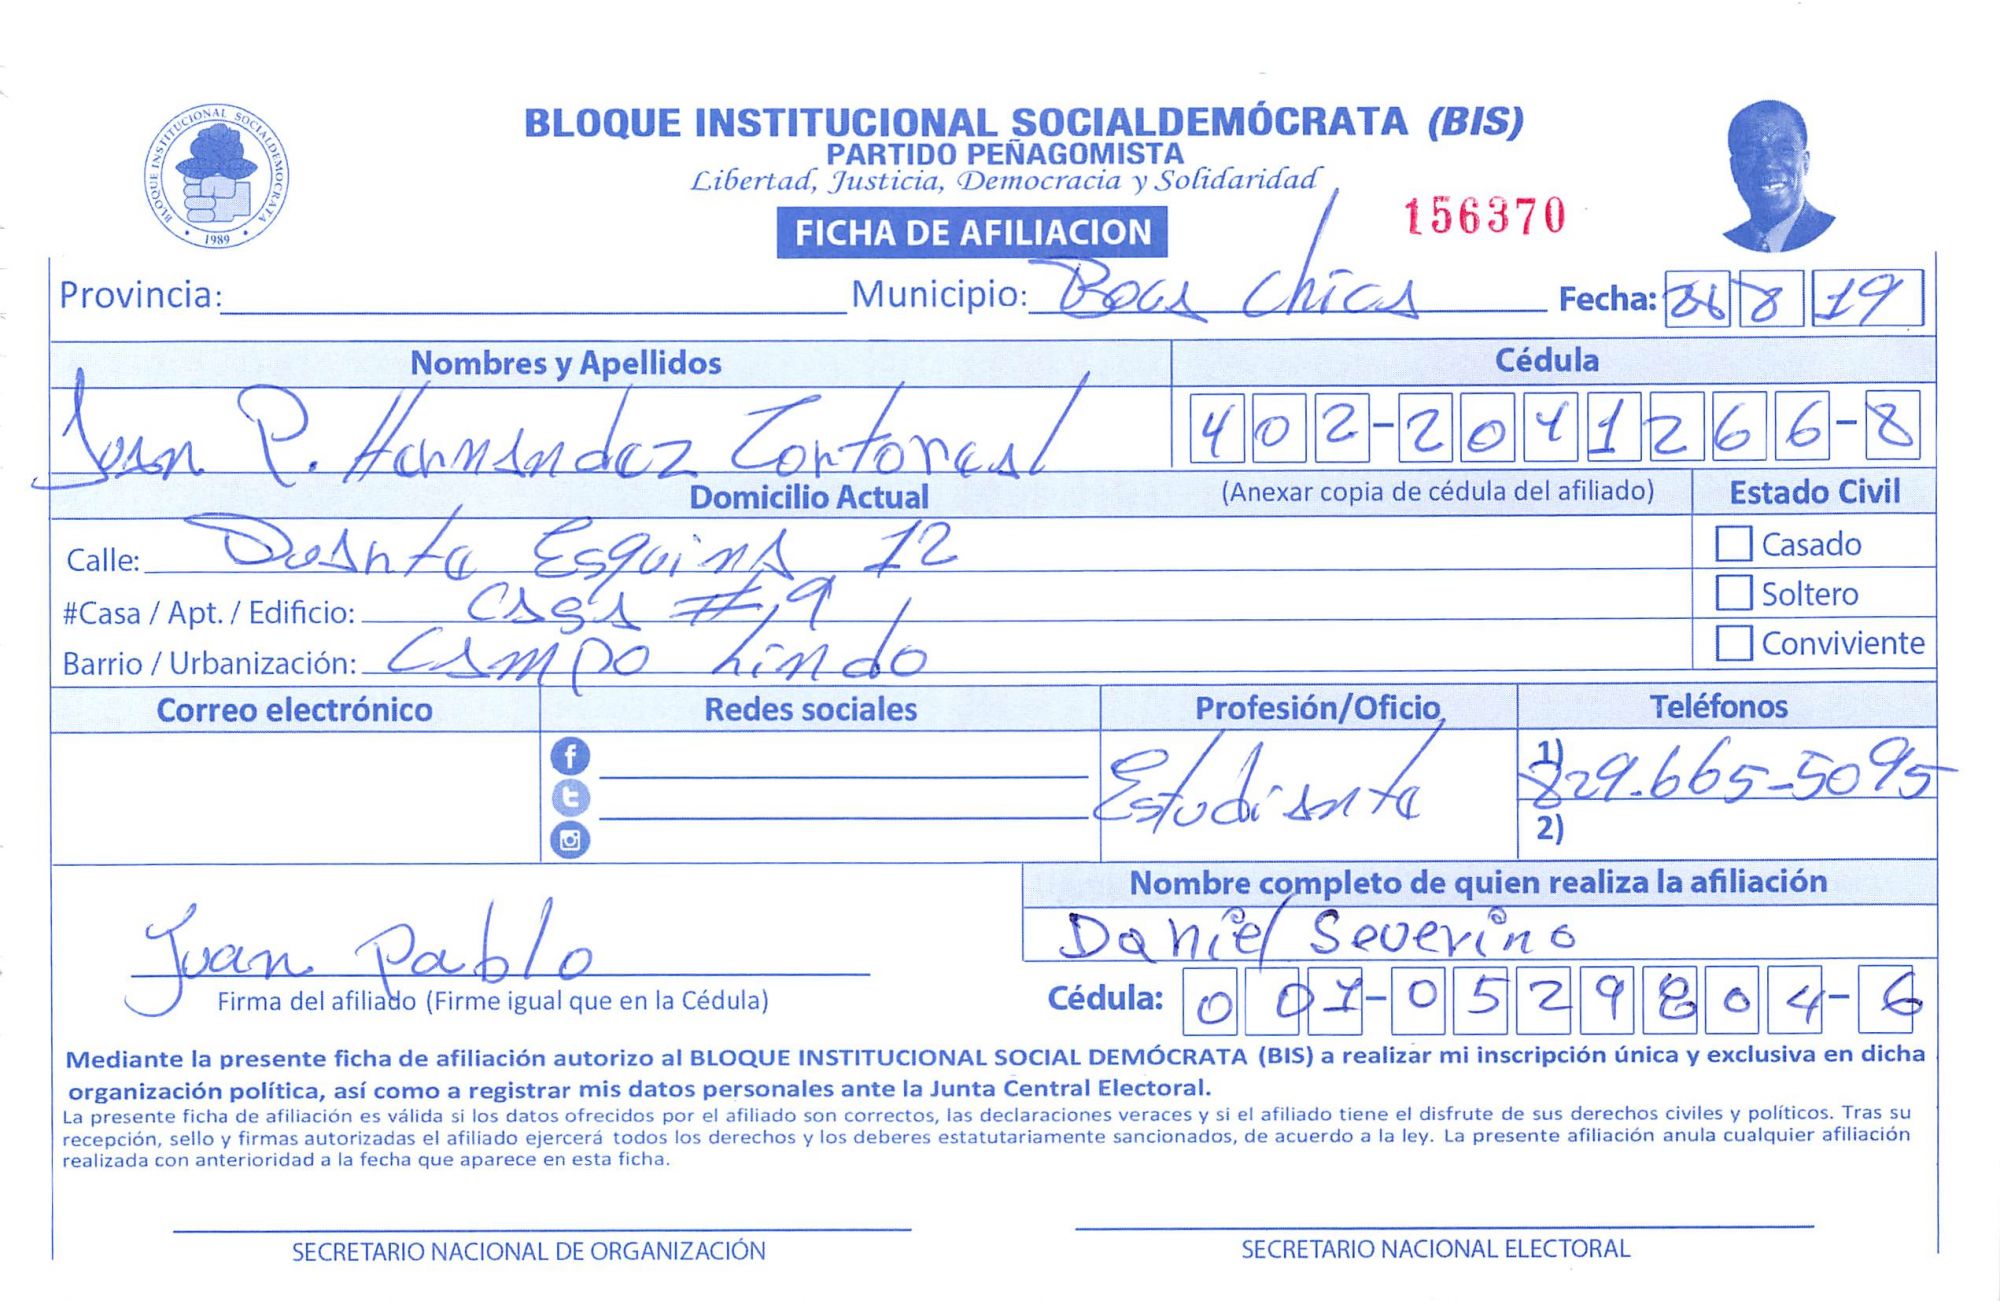 BLOQUE INSTITUCIONAL SOCIALDEMÓCRATA (BIS)
PARTIDO PEÑAGOMISTA
Libertad, Justicia, Democracia y Solidaridad
BLOQUE INSTITUCIONAL SOCIALDEMOCRATA
• 1989 •
FICHA DE AFILIACION
156370
Provincia: Municipio: Boca Chica Fecha: 8 19
Nombres y Apellidos Cédula
Juan P. Hernandez 402-2041266-8
Domicilio Actual (Anexar copia de cédula del afiliado) Estado Civil
Calle: Duarte Esquina 12 Casado
#Casa / Apt. / Edificio: Casa # 9 Soltero
Barrio / Urbanización: Campo Lindo Conviviente
Correo electrónico Redes sociales Profesión/Oficio Teléfonos
Estudiante 1) 829-665-5095
2)
Nombre completo de quien realiza la afiliación
Juan Pablo Daniel Severino
Firma del afiliado (Firme igual que en la Cédula) Cédula: 001-0529804-6
Mediante la presente ficha de afiliación autorizo al BLOQUE INSTITUCIONAL SOCIAL DEMÓCRATA (BIS) a realizar mi inscripción única y exclusiva en dicha
organización política, así como a registrar mis datos personales ante la Junta Central Electoral.
La presente ficha de afiliación es válida si los datos ofrecidos por el afiliado son correctos, las declaraciones veraces y si el afiliado tiene el disfrute de sus derechos civiles y políticos. Tras su
recepción, sello y firmas autorizadas el afiliado ejercerá todos los derechos y los deberes estatutariamente sancionados, de acuerdo a la ley. La presente afiliación anula cualquier afiliación
realizada con anterioridad a la fecha que aparece en esta ficha.
SECRETARIO NACIONAL DE ORGANIZACIÓN SECRETARIO NACIONAL ELECTORAL